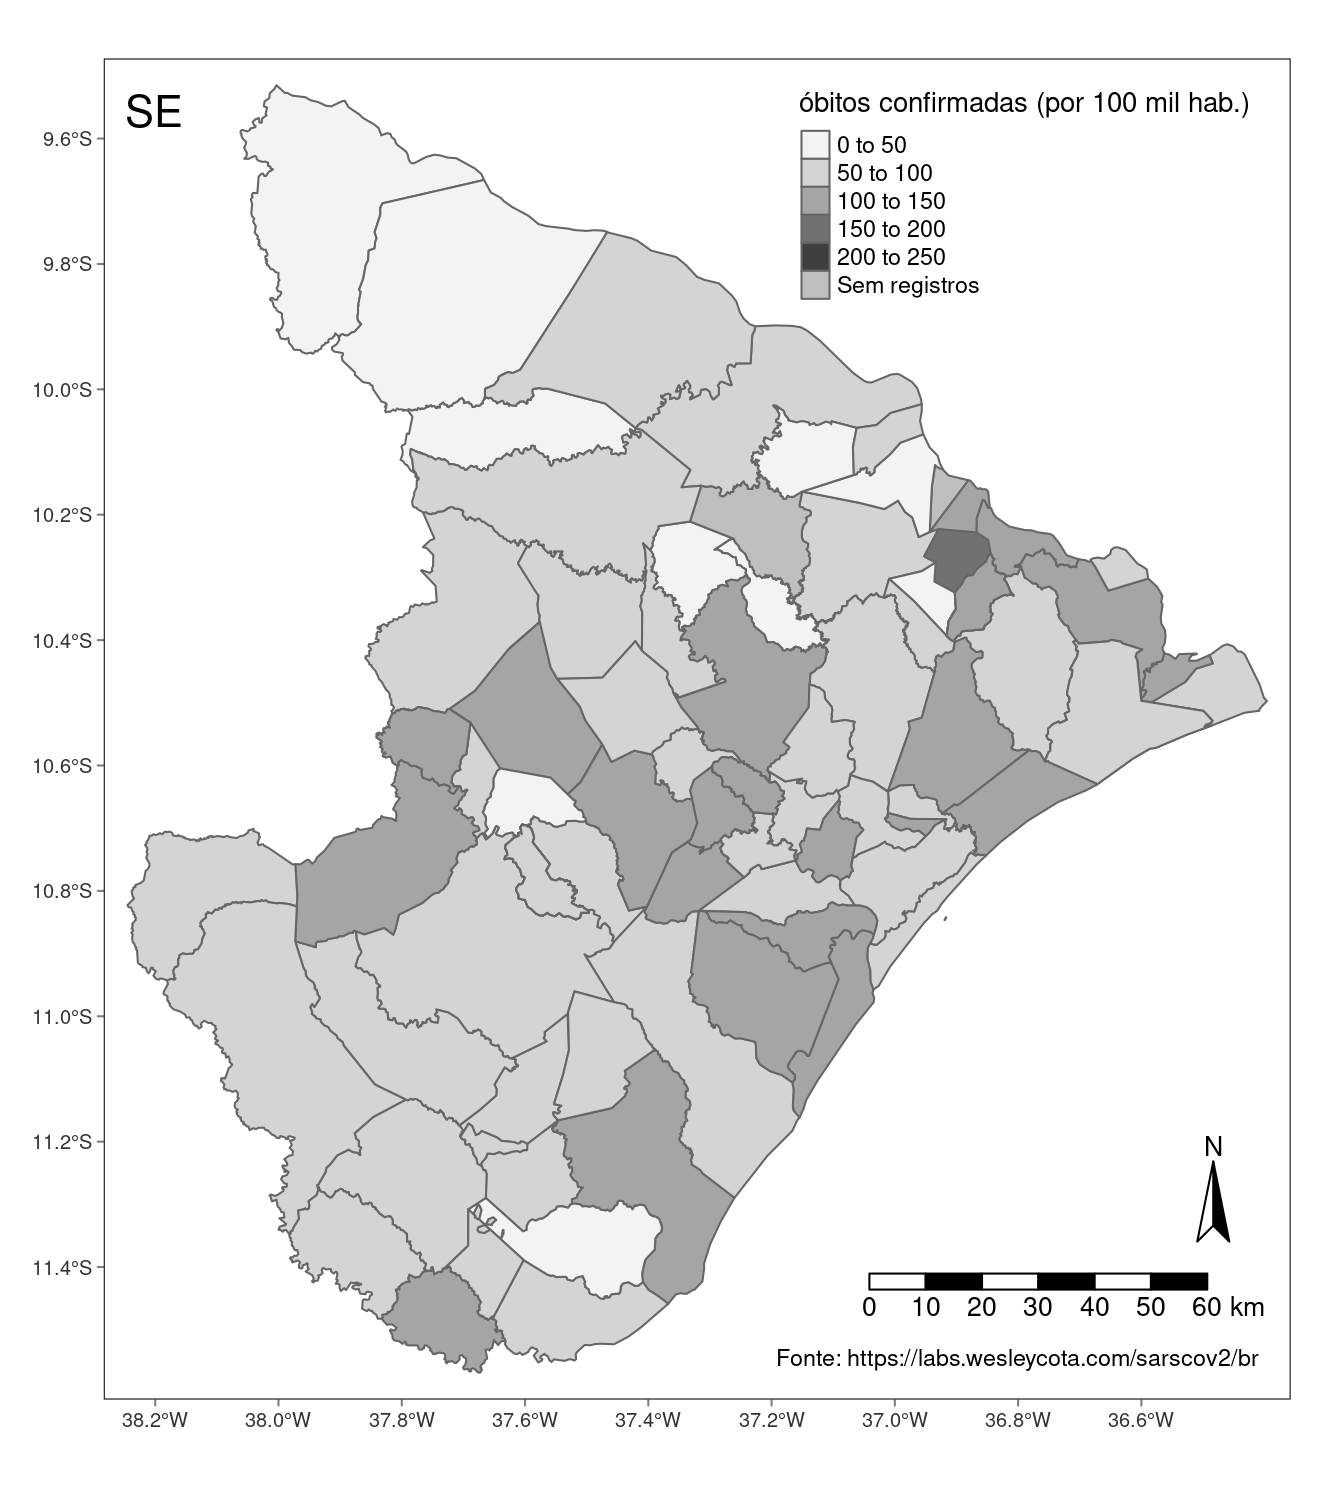 SE
óbitos confirmadas (por 100 mil hab.)
0 to 50
50 to 100
100 to 150
150 to 200
200 to 250
Sem registros
9.6°S
9.8°S
10.0°S
10.2°S
10.4°S
10.6°S
10.8°S
11.0°S
11.2°S
11.4°S
N
0 10 20 30 40 50 60 km
Fonte: https://labs.wesleycota.com/sarscov2/br
38.2°W 38.0°W 37.8°W 37.6°W 37.4°W 37.2°W 37.0°W 36.8°W 36.6°W